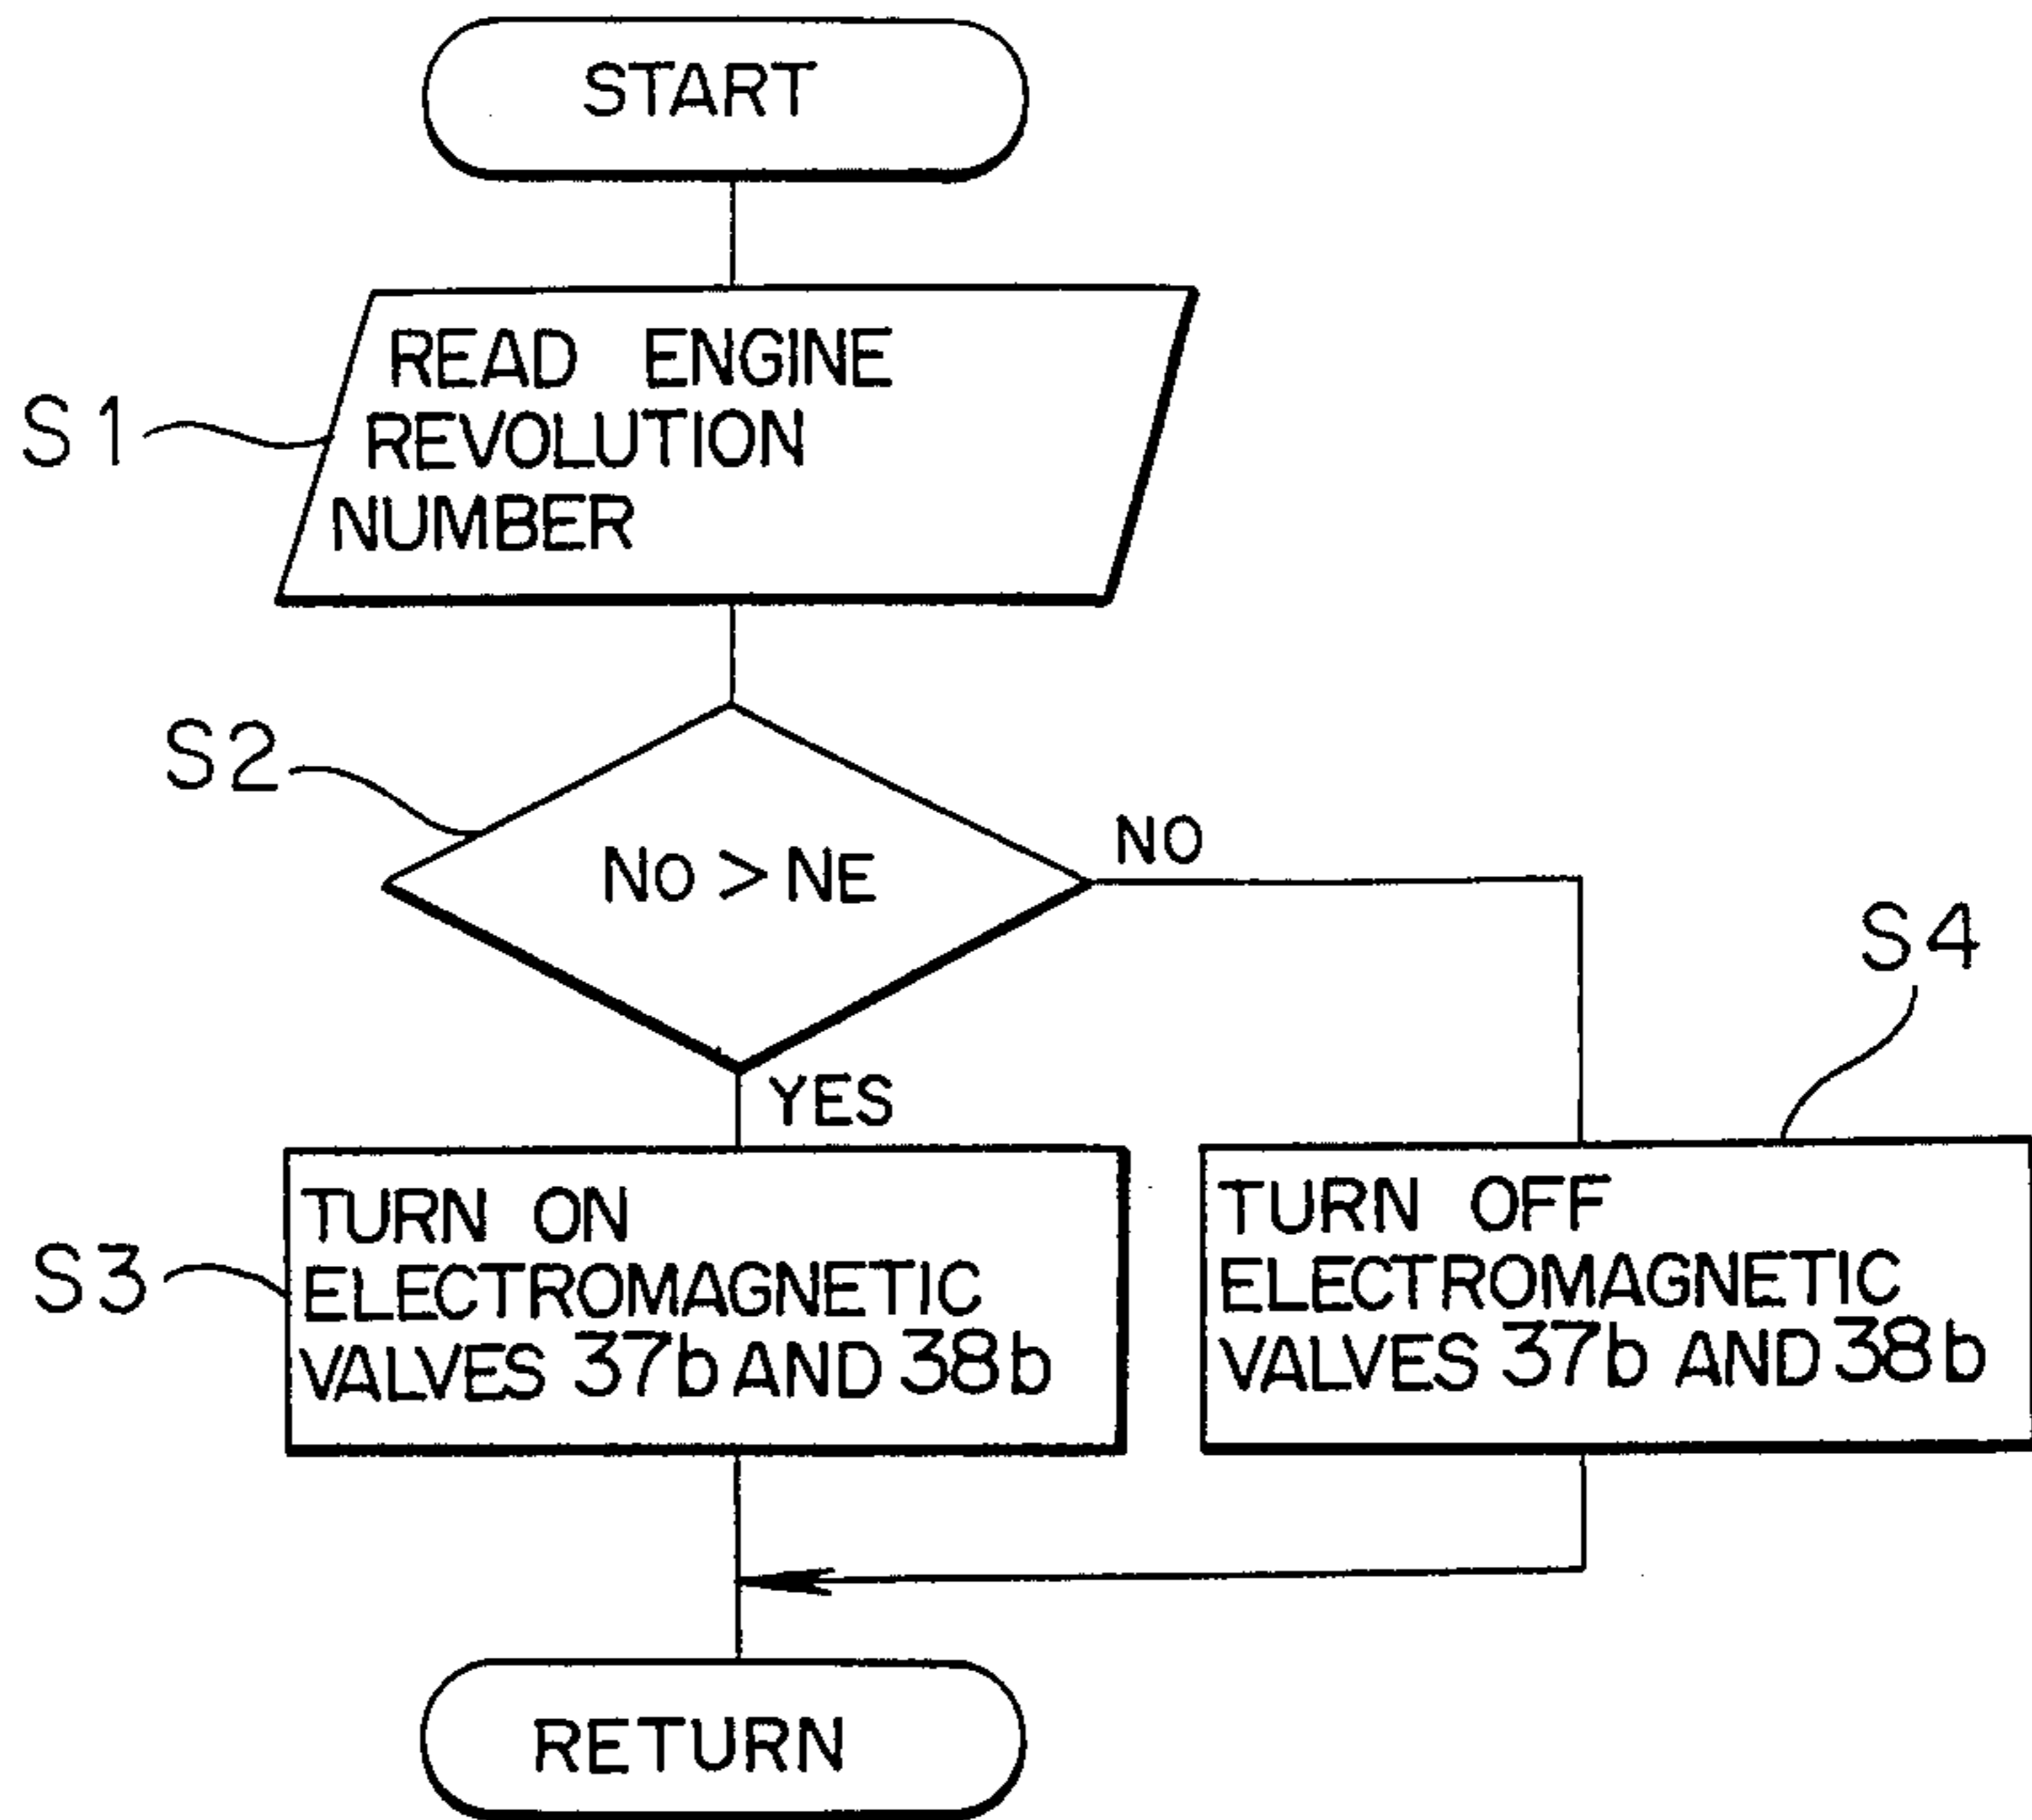 START
S1
READ ENGINE
REVOLUTION
NUMBER
S2
NO > NE
NO
YES
S3
TURN ON
ELECTROMAGNETIC
VALVES 37b AND 38b
S4
TURN OFF
ELECTROMAGNETIC
VALVES 37b AND 38b
RETURN